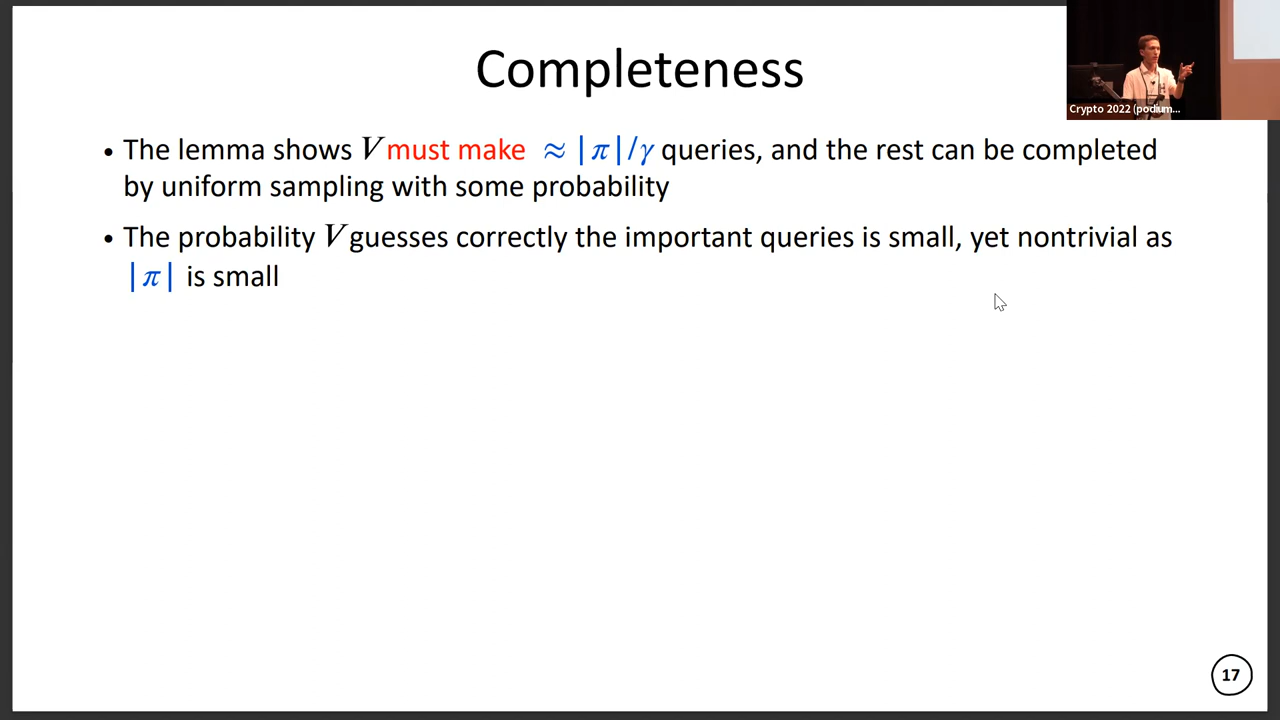 Completeness
Crypto 2022 (podium...
• The lemma shows V must make ≈ |π|/γ queries, and the rest can be completed
by uniform sampling with some probability
• The probability V guesses correctly the important queries is small, yet nontrivial as
|π| is small
17